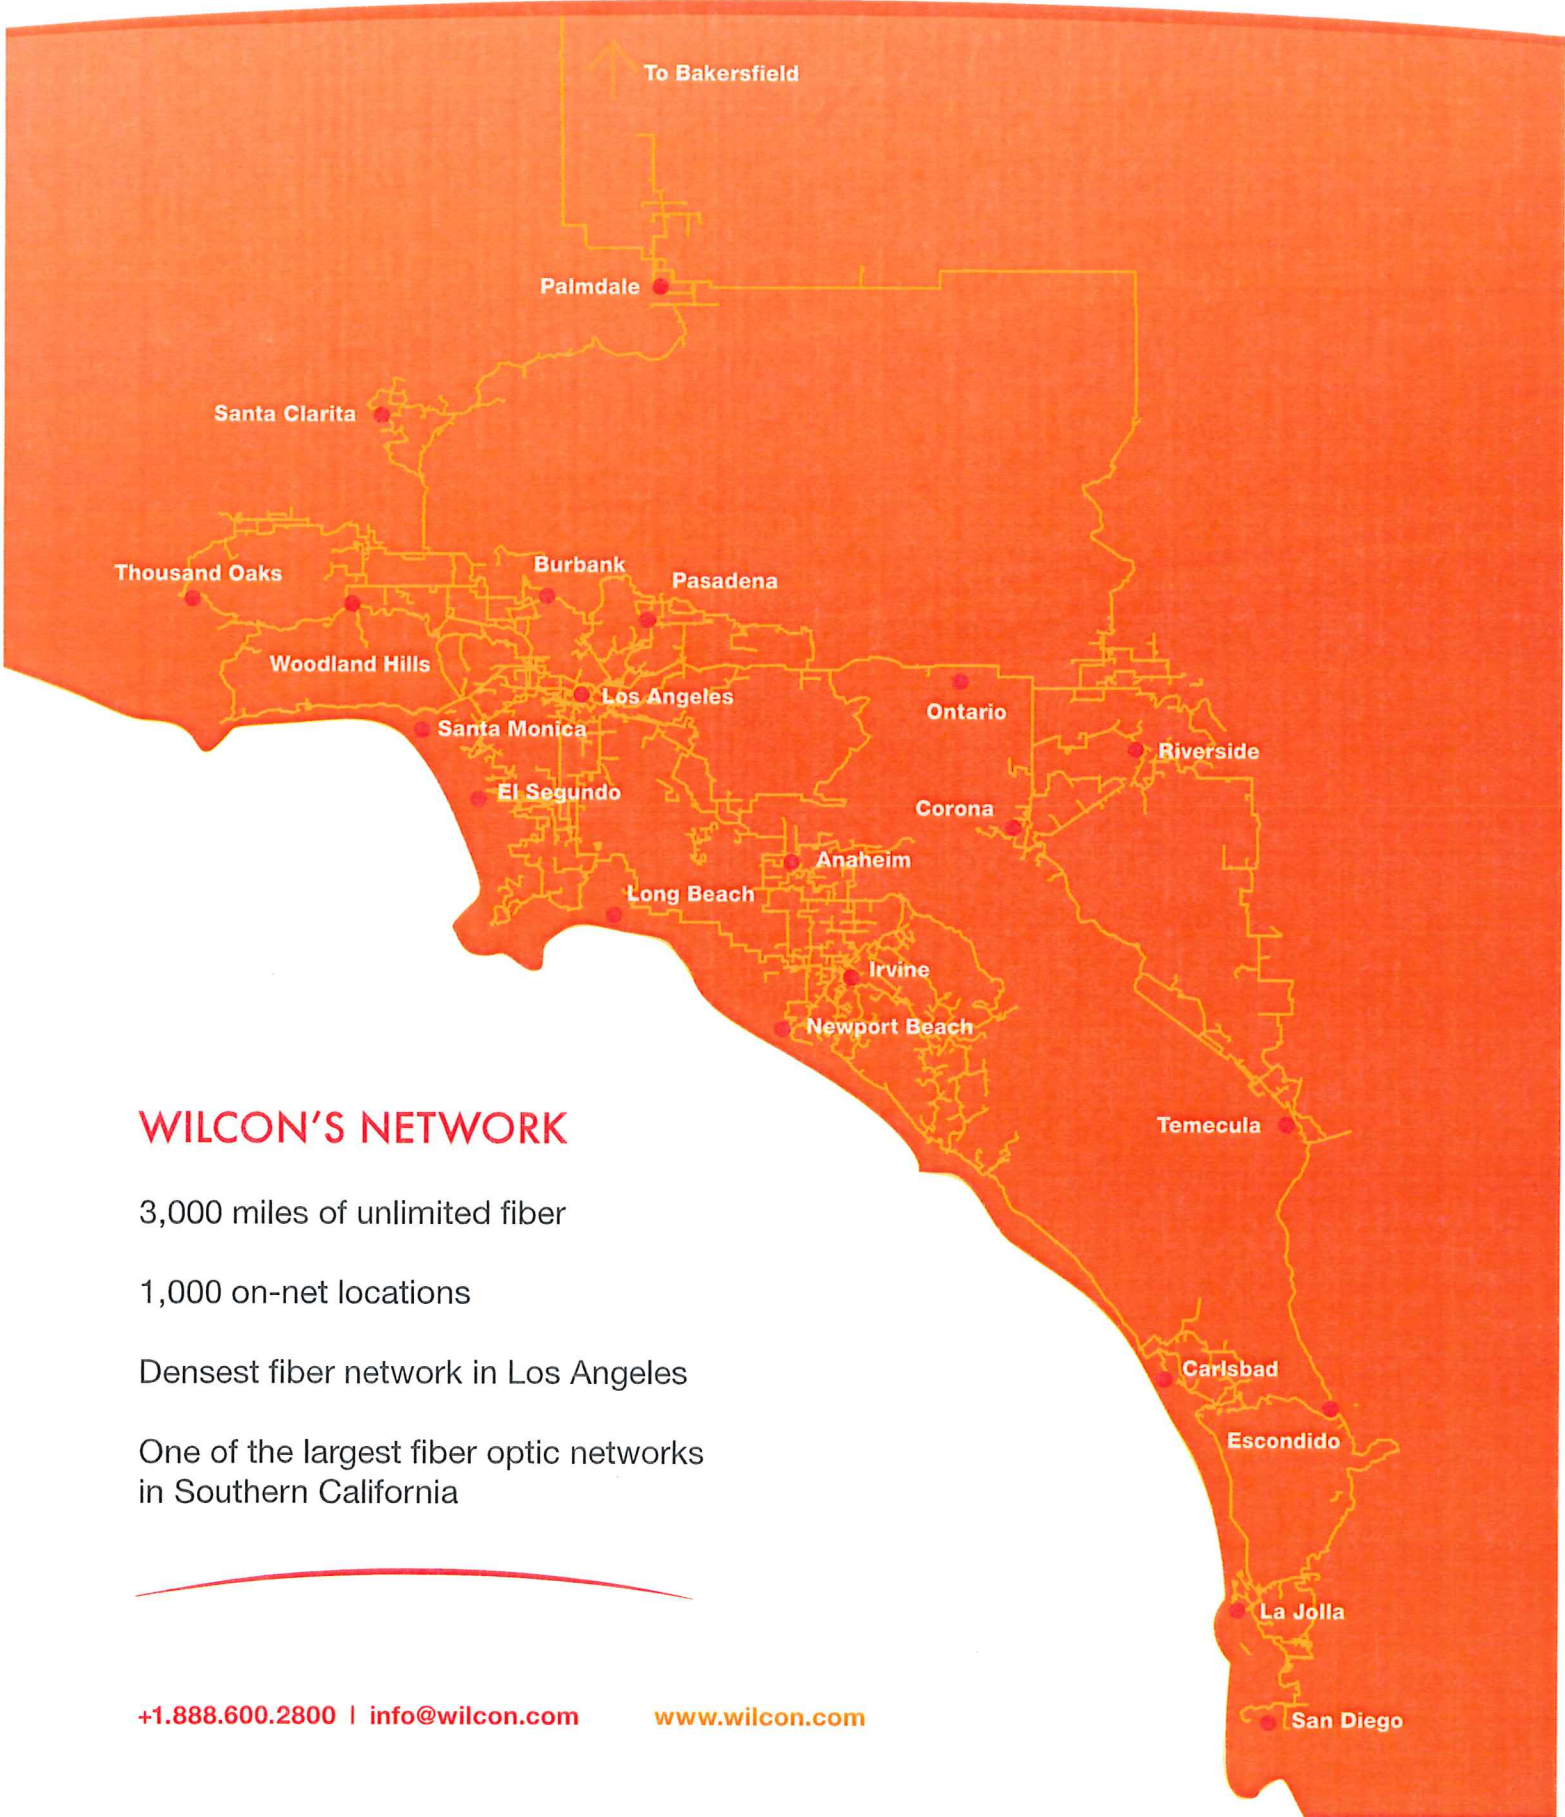 To Bakersfield
Palmdale
Santa Clarita
Thousand Oaks
Burbank
Pasadena
Woodland Hills
Los Angeles
Santa Monica
Ontario
Riverside
El Segundo
Corona
Anaheim
Long Beach
Irvine
Newport Beach
Temecula
Carlsbad
Escondido
La Jolla
San Diego
WILCON'S NETWORK
3,000 miles of unlimited fiber
1,000 on-net locations
Densest fiber network in Los Angeles
One of the largest fiber optic networks
in Southern California
+1.888.600.2800 | info@wilcon.com www.wilcon.com